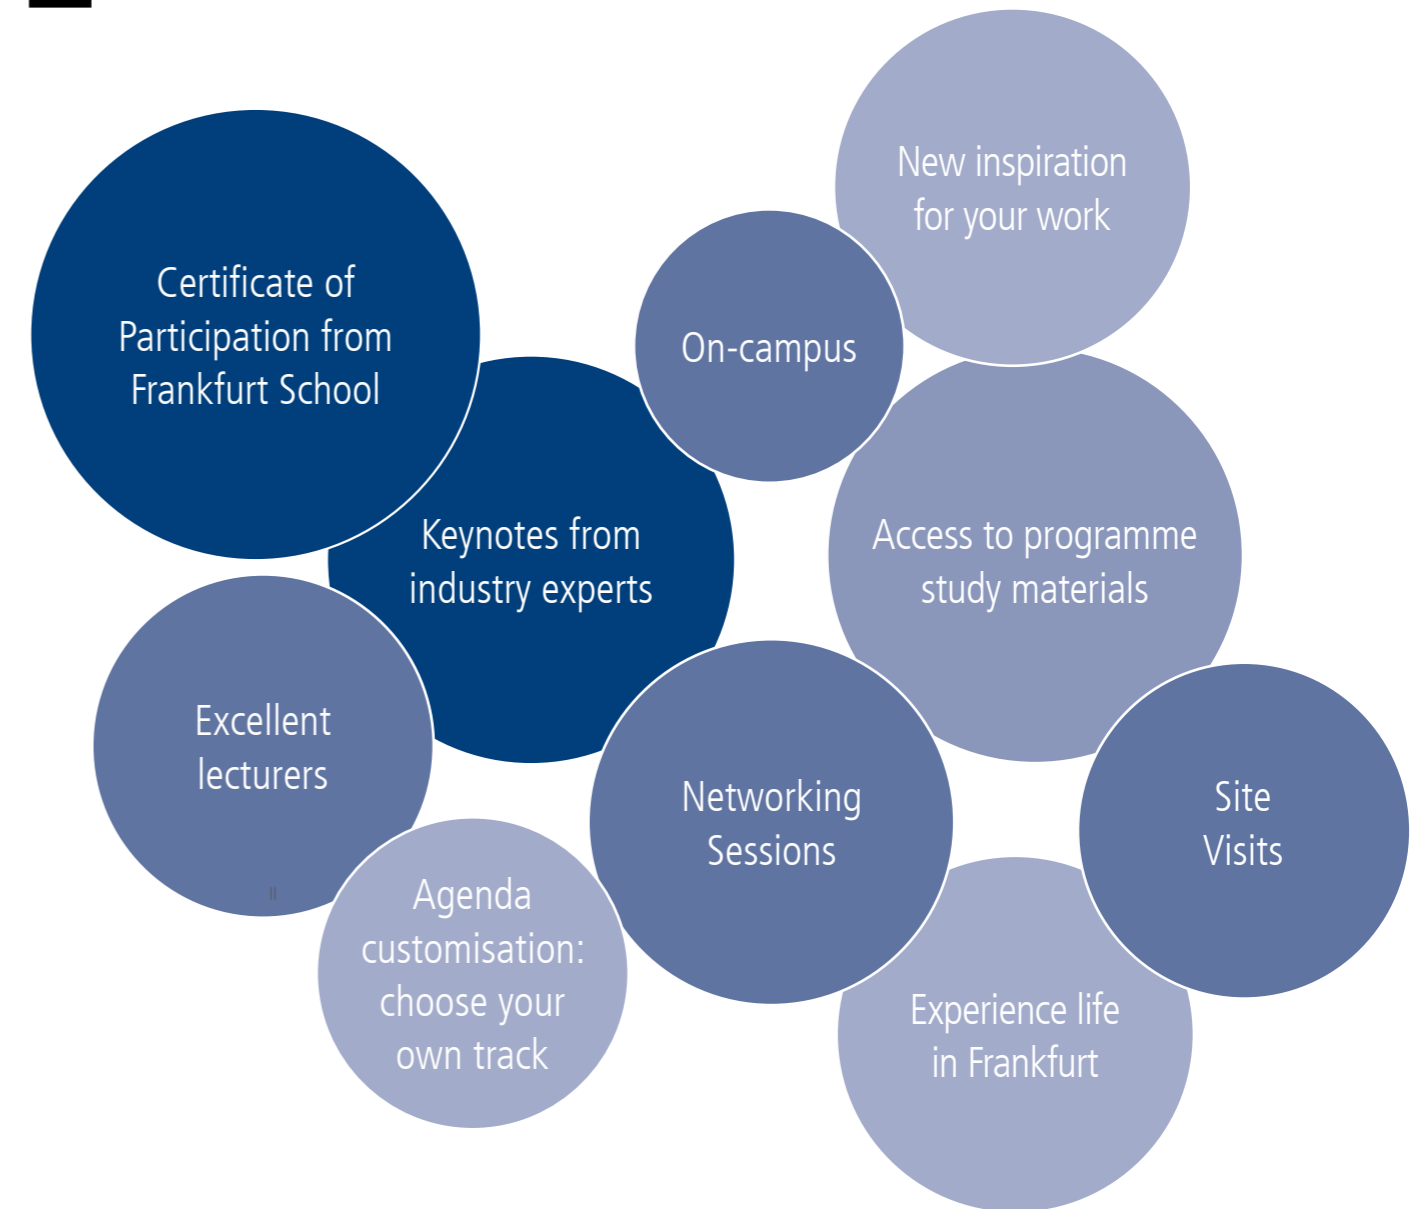 New inspiration
for your work
Certificate of
Participation from
Frankfurt School
On-campus
Keynotes from
industry experts
Access to programme
study materials
Excellent
lecturers
Networking
Sessions
Site
Visits
Agenda
customisation:
choose your
own track
Experience life
in Frankfurt